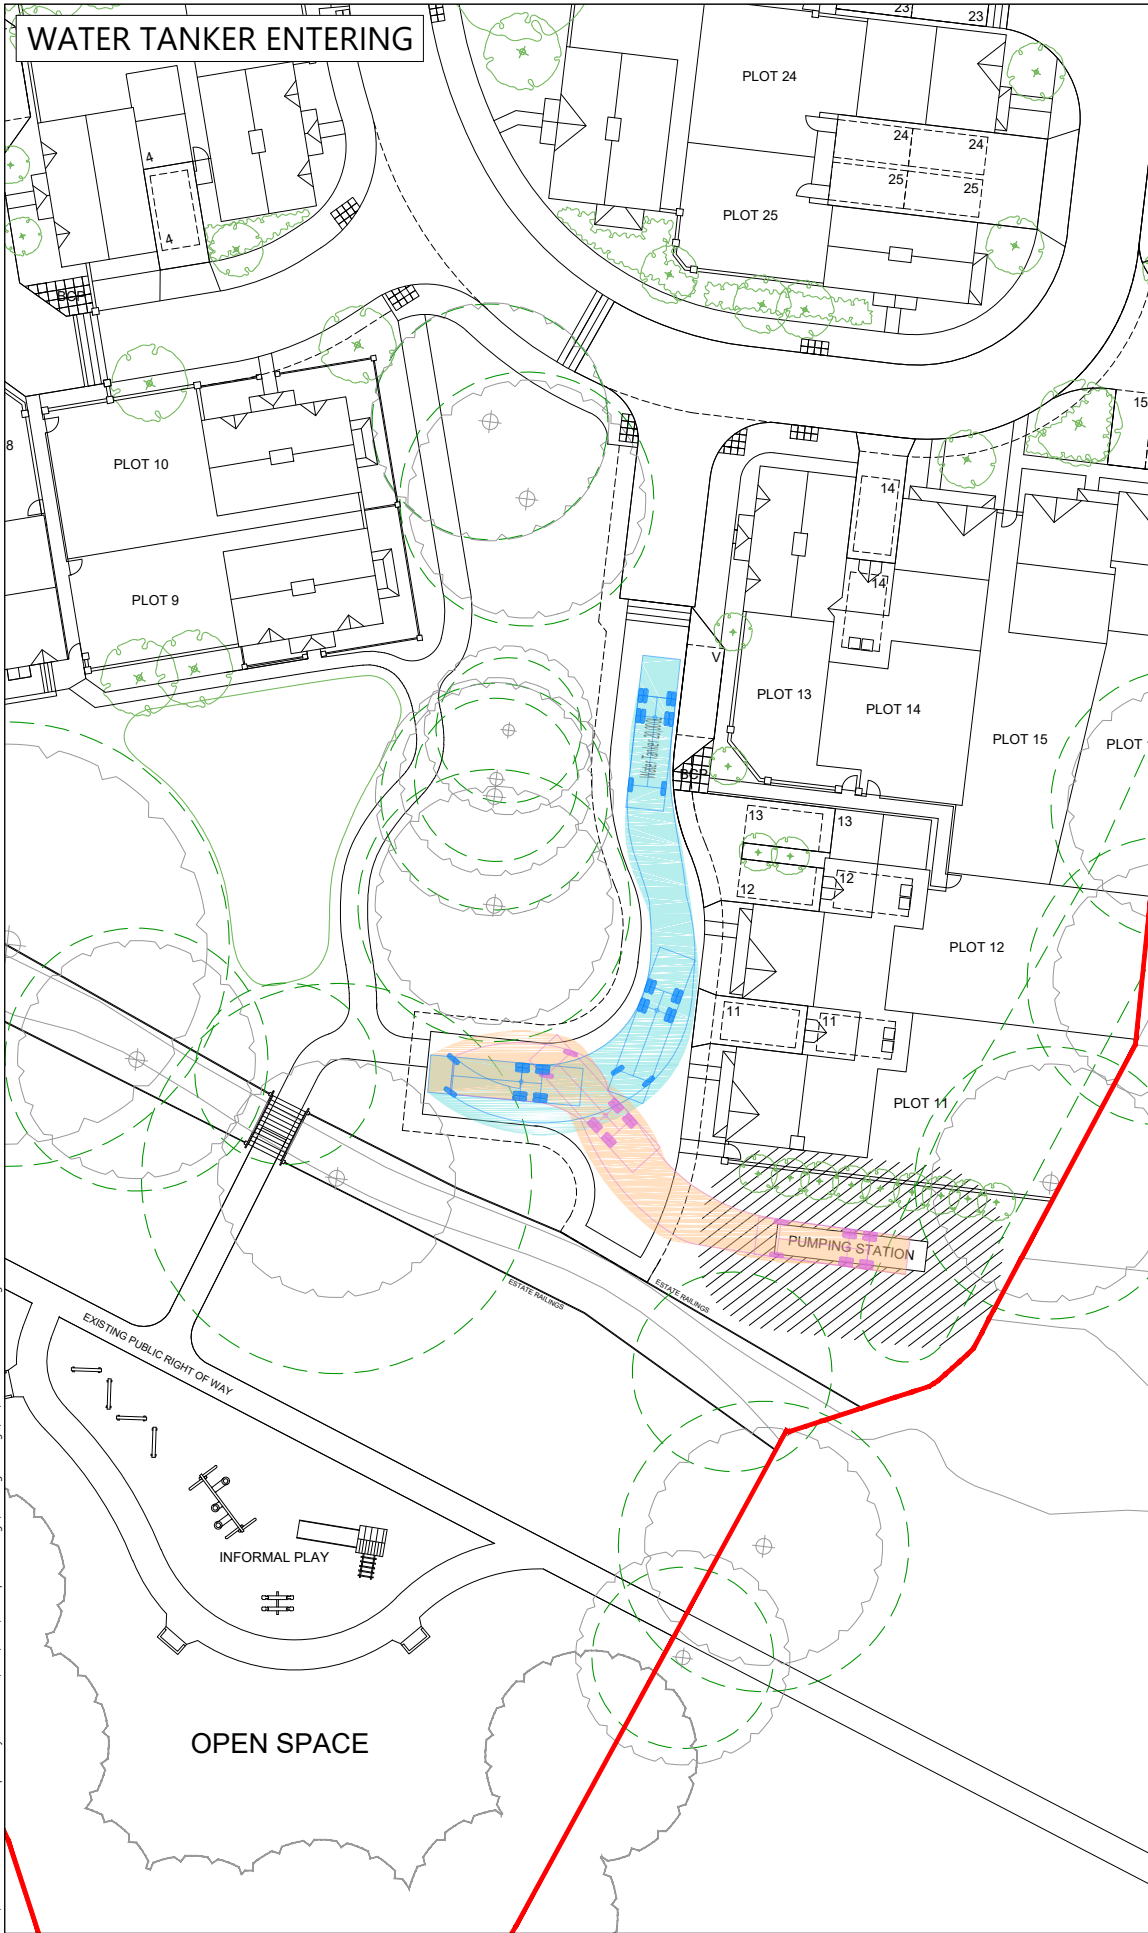 WATER TANKER ENTERING
23
23
PLOT 24
24
24
25
25
PLOT 25
4
4
BCP
15
8
PLOT 10
14
PLOT 9
14
V
PLOT 13
PLOT 14
PLOT 15
PLOT
BCP
13
13
12
12
PLOT 12
11
11
PLOT 11
PUMPING STATION
ESTATE RAILINGS
ESTATE RAILINGS
EXISTING PUBLIC RIGHT OF WAY
INFORMAL PLAY
OPEN SPACE